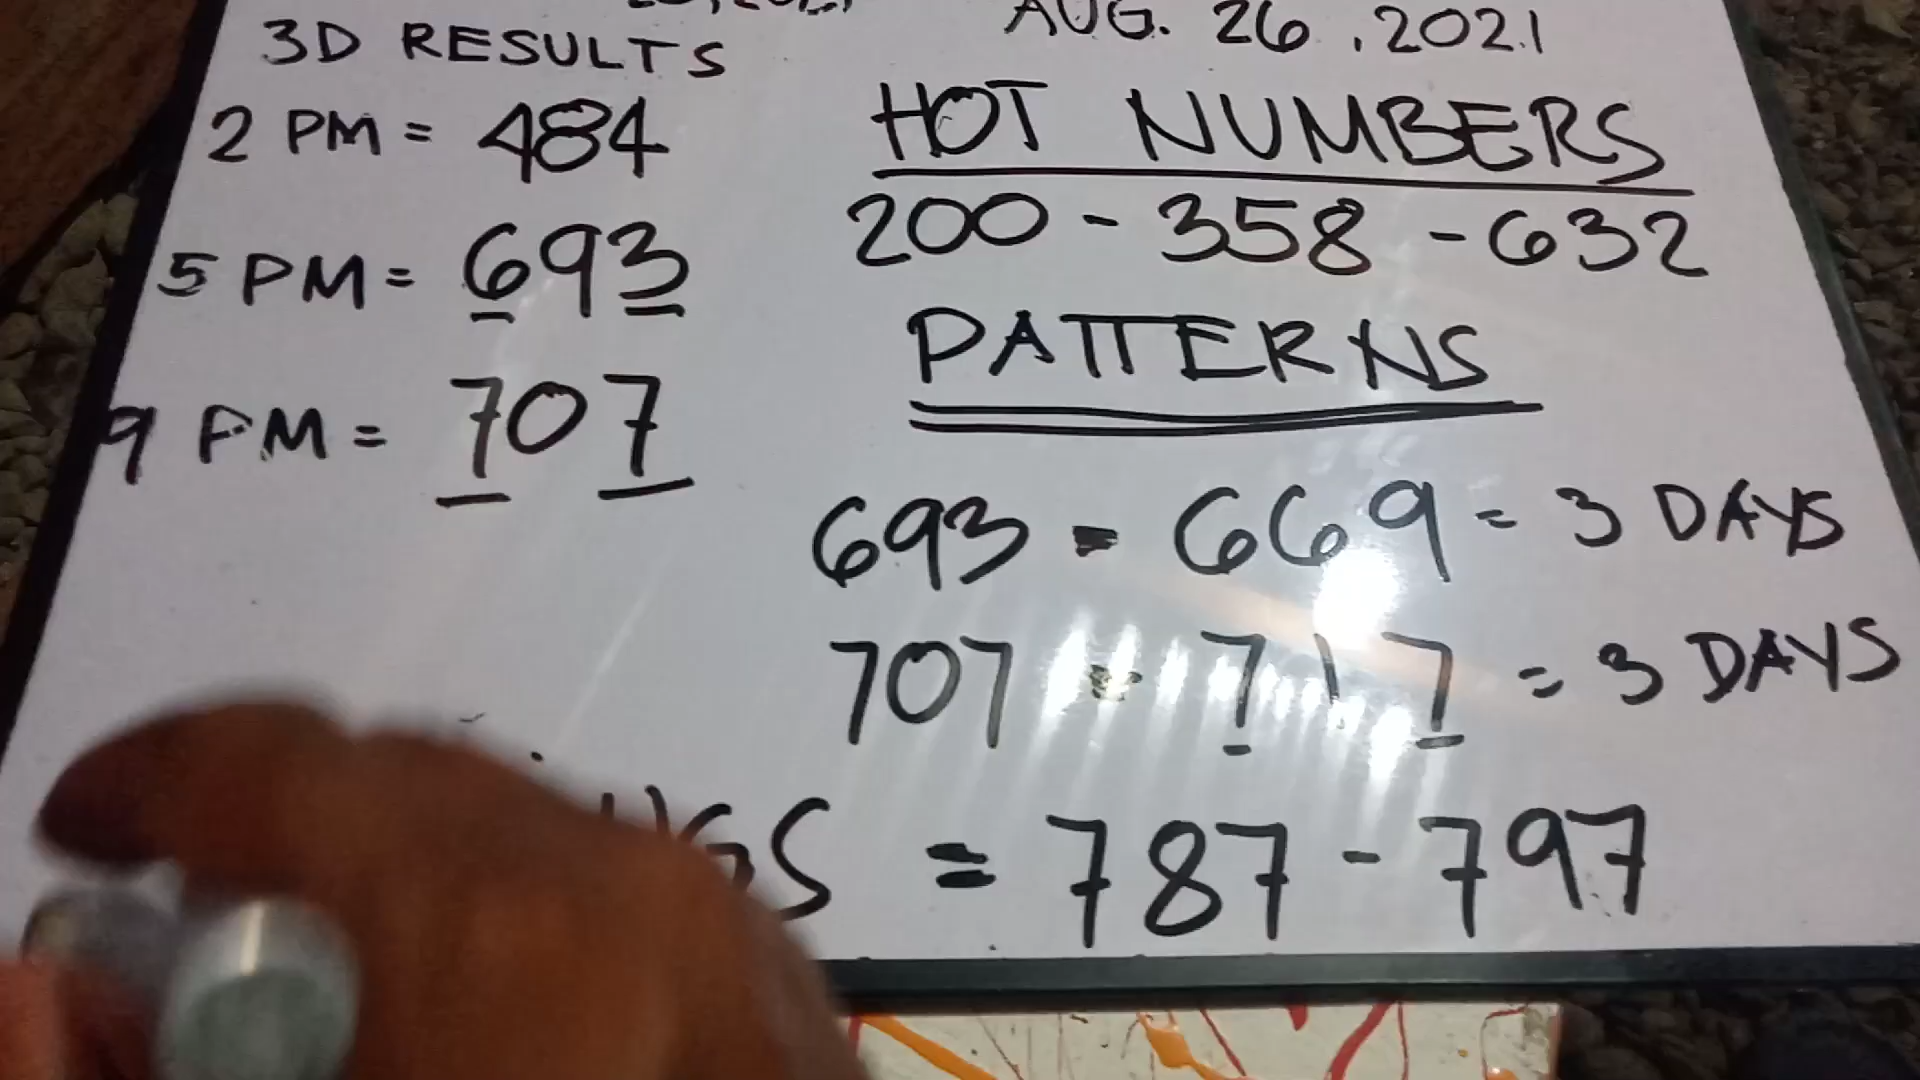 3D RESULTS
2 PM = 484
5 PM = 693
9 PM = 707
AUG. 26, 2021
HOT NUMBERS
200 - 358 - 632
PATTERNS
693 - 669 = 3 DAYS
707 - 717 = 3 DAYS
= 787 - 797